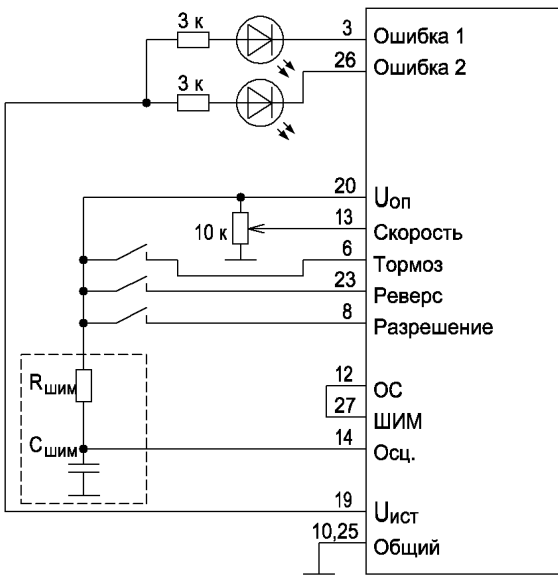 3 к
3
Ошибка 1
26
Ошибка 2
3 к
20
Uоп
13
Скорость
10 к
6
Тормоз
23
Реверс
8
Разрешение
Rшим
12
ОС
27
ШИМ
Cшим
14
Осц.
19
Uист
10,25
Общий